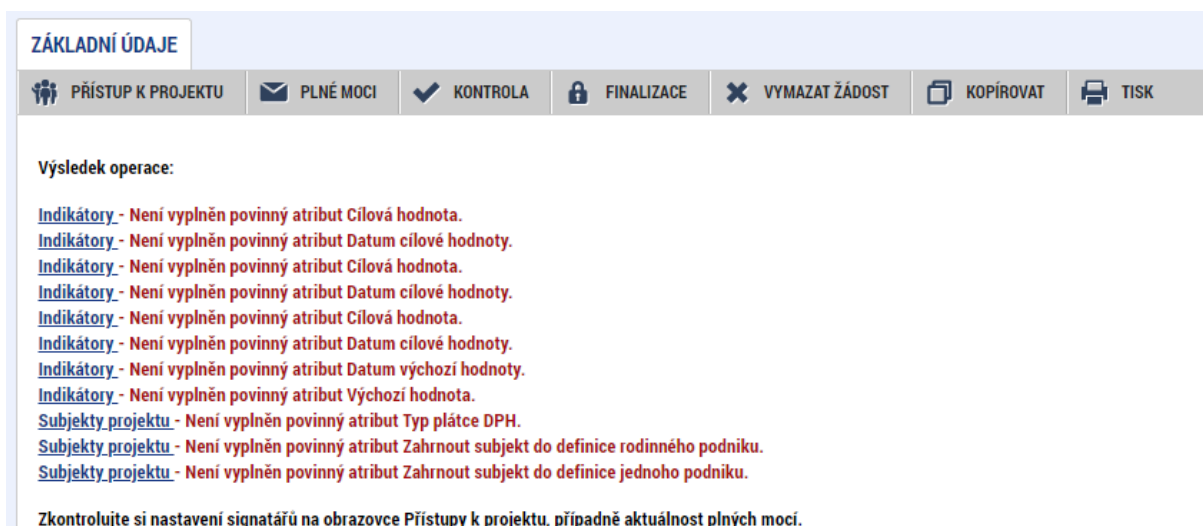 ZÁKLADNÍ ÚDAJE
PŘÍSTUP K PROJEKTU PLNÉ MOCI KONTROLA FINALIZACE VYMAZAT ŽÁDOST KOPÍROVAT TISK
Výsledek operace:
Indikátory - Není vyplněn povinný atribut Cílová hodnota.
Indikátory - Není vyplněn povinný atribut Datum cílové hodnoty.
Indikátory - Není vyplněn povinný atribut Cílová hodnota.
Indikátory - Není vyplněn povinný atribut Datum cílové hodnoty.
Indikátory - Není vyplněn povinný atribut Cílová hodnota.
Indikátory - Není vyplněn povinný atribut Datum cílové hodnoty.
Indikátory - Není vyplněn povinný atribut Datum výchozí hodnoty.
Indikátory - Není vyplněn povinný atribut Výchozí hodnota.
Subjekty projektu - Není vyplněn povinný atribut Typ plátce DPH.
Subjekty projektu - Není vyplněn povinný atribut Zahrnout subjekt do definice rodinného podniku.
Subjekty projektu - Není vyplněn povinný atribut Zahrnout subjekt do definice jednoho podniku.
Zkontrolujte si nastavení signatářů na obrazovce Přístupy k projektu, případně aktuálnost plných mocí.